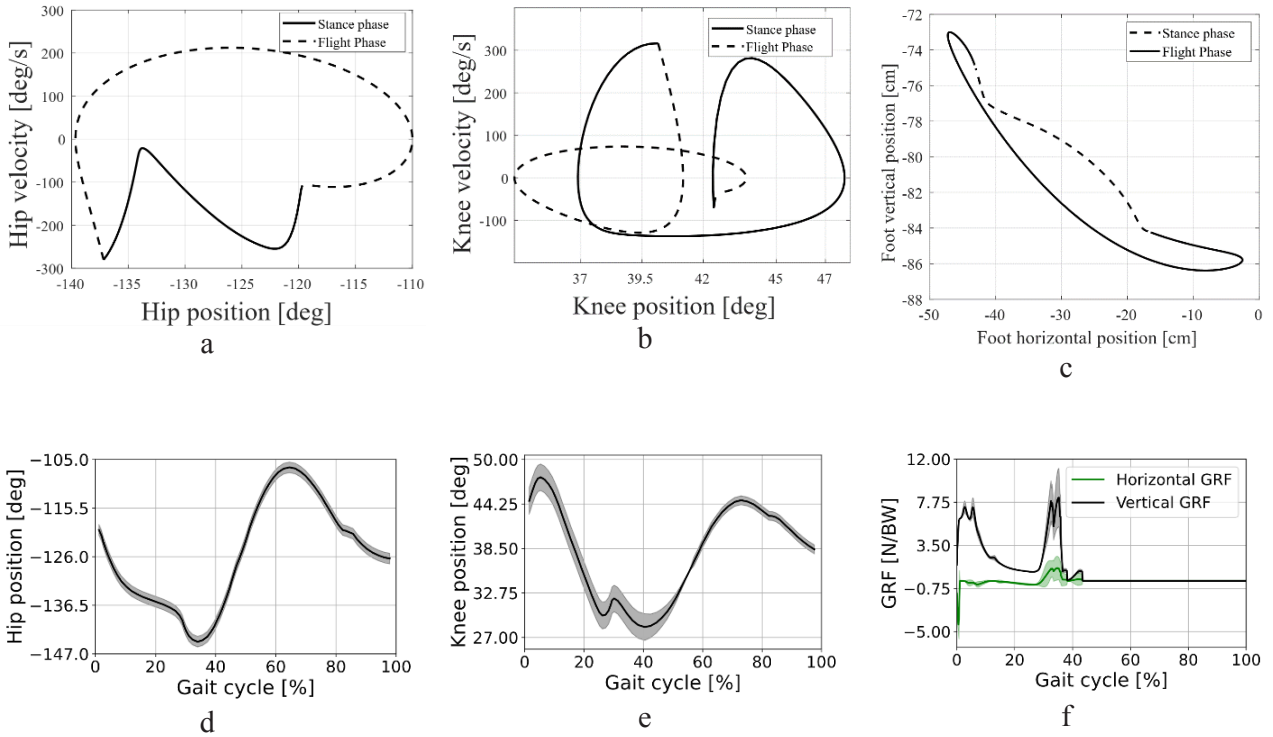 Hip velocity [deg/s]
300
200
100
0
-100
-200
-300
-140
-135
-130
-125
-120
-115
-110
Hip position [deg]
Stance phase
Flight Phase
a
Knee velocity [deg/s]
300
200
100
0
-100
37
39.5
42
45
47
Knee position [deg]
Stance phase
Flight Phase
b
Foot vertical position [cm]
-72
-74
-76
-78
-80
-82
-84
-86
-88
-50
-40
-30
-20
-10
0
Foot horizontal position [cm]
Stance phase
Flight Phase
c
Hip position [deg]
−105.0
−115.5
−126.0
−136.5
−147.0
0
20
40
60
80
100
Gait cycle [%]
d
Knee position [deg]
50.00
44.25
38.50
32.75
27.00
0
20
40
60
80
100
Gait cycle [%]
e
GRF [N/BW]
12.00
7.75
3.50
−0.75
−5.00
0
20
40
60
80
100
Gait cycle [%]
Horizontal GRF
Vertical GRF
f